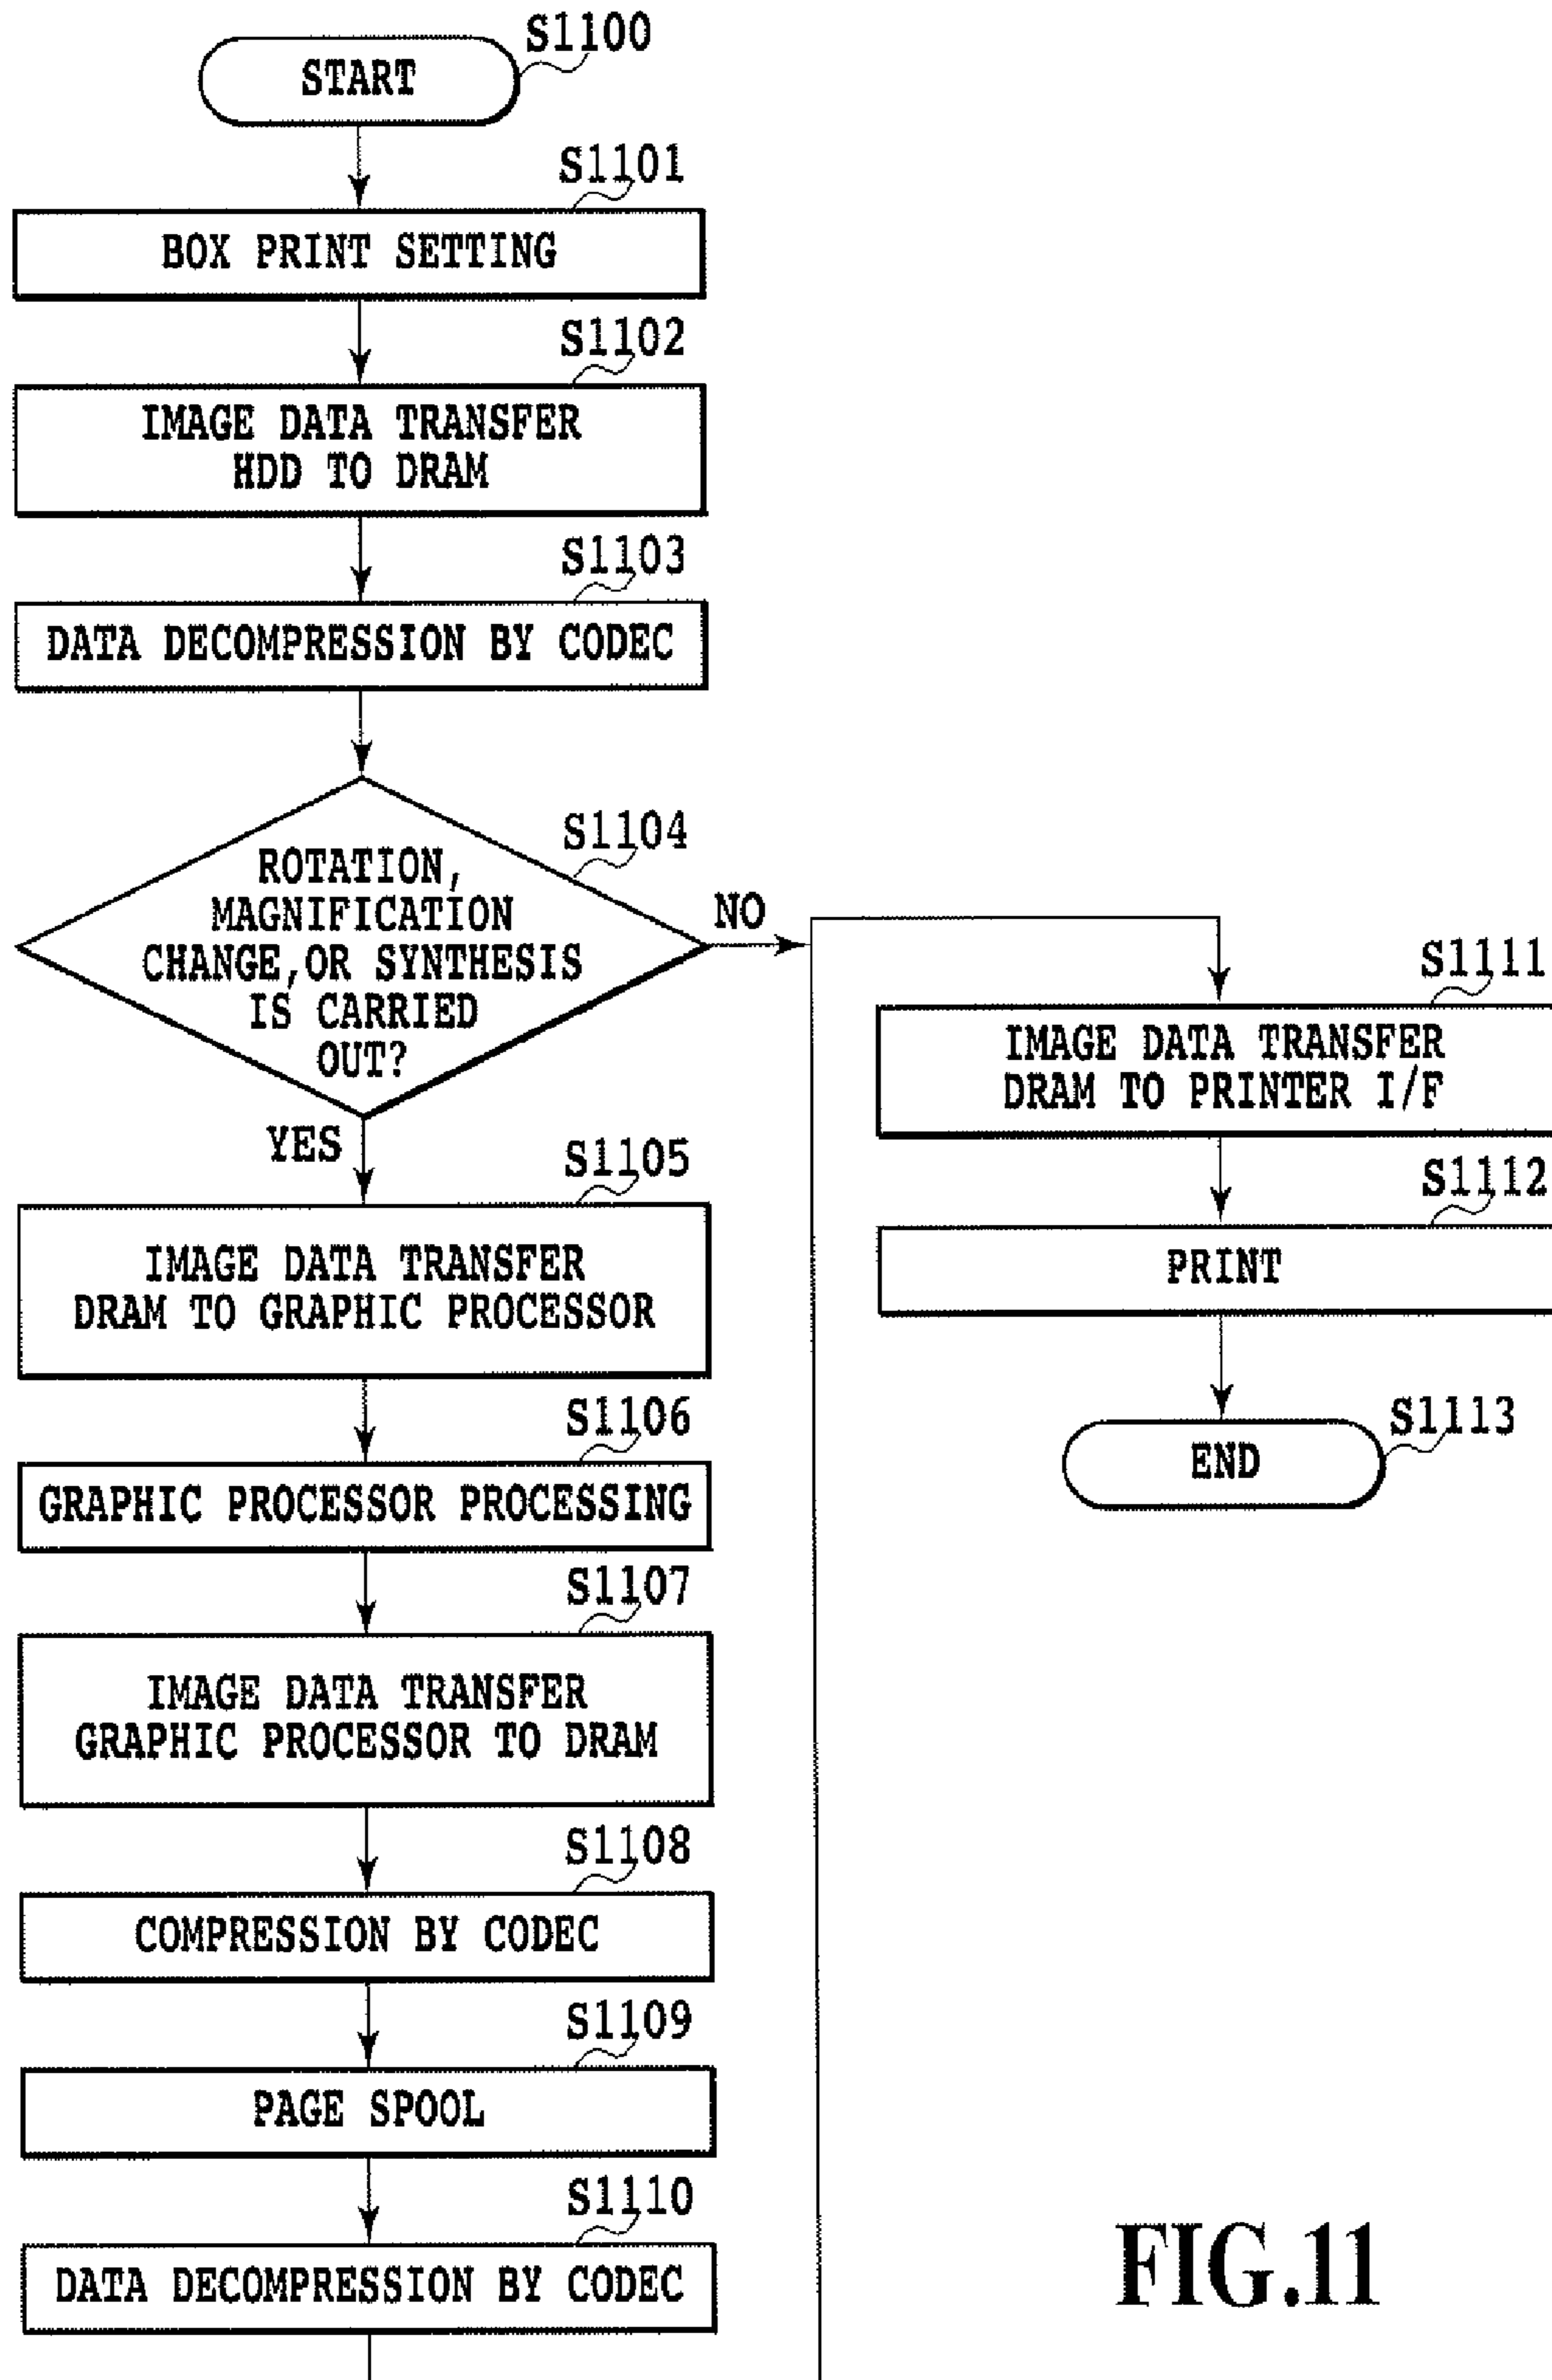 S1100
START
S1101
BOX PRINT SETTING
S1102
IMAGE DATA TRANSFER
HDD TO DRAM
S1103
DATA DECOMPRESSION BY CODEC
S1104
ROTATION,
MAGNIFICATION
CHANGE,OR SYNTHESIS
IS CARRIED
OUT?
NO
YES
S1105
IMAGE DATA TRANSFER
DRAM TO GRAPHIC PROCESSOR
S1106
GRAPHIC PROCESSOR PROCESSING
S1107
IMAGE DATA TRANSFER
GRAPHIC PROCESSOR TO DRAM
S1108
COMPRESSION BY CODEC
S1109
PAGE SPOOL
S1110
DATA DECOMPRESSION BY CODEC
S1111
IMAGE DATA TRANSFER
DRAM TO PRINTER I/F
S1112
PRINT
S1113
END
FIG.11